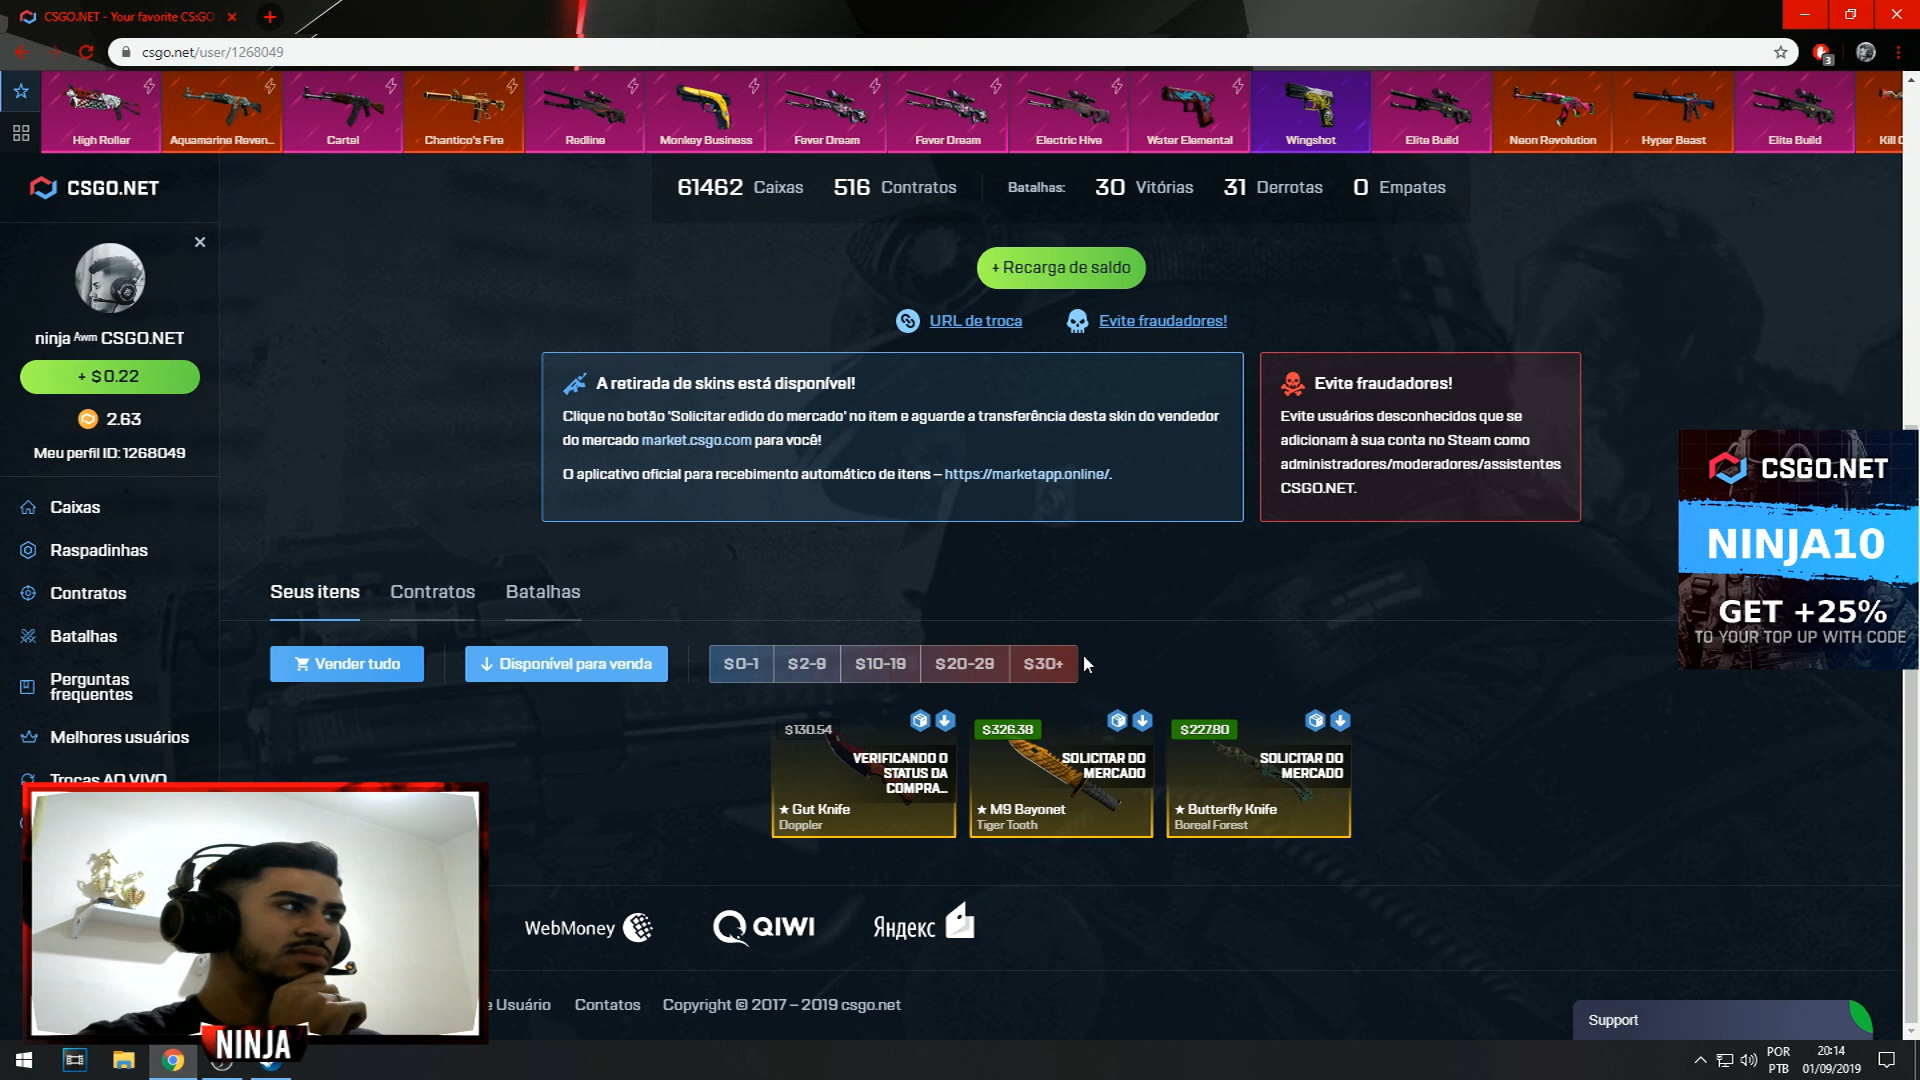 CSGO.NET - Your favorite CS:GO
csgo.net/user/1268049
3
High Roller
Aquamarine Reven...
Cartel
Chantico's Fire
Redline
Monkey Business
Fever Dream
Fever Dream
Electric Hive
Water Elemental
Wingshot
Elite Build
Neon Revolution
Hyper Beast
Elite Build
Kill C
CSGO.NET
61462 Caixas
516 Contratos
Batalhas:
30 Vitórias
31 Derrotas
0 Empates
+ Recarga de saldo
URL de troca
Evite fraudadores!
ninja Awm CSGO.NET
+ $0.22
2.63
Meu perfil ID: 1268049
Caixas
Raspadinhas
Contratos
Batalhas
Perguntas
frequentes
Melhores usuários
Trocas AO VIVO
A retirada de skins está disponível!
Clique no botão 'Solicitar edido do mercado' no item e aguarde a transferência desta skin do vendedor
do mercado market.csgo.com para você!
O aplicativo oficial para recebimento automático de itens – https://marketapp.online/.
Evite fraudadores!
Evite usuários desconhecidos que se
adicionam à sua conta no Steam como
administradores/moderadores/assistentes
CSGO.NET.
CSGO.NET
NINJA10
GET +25%
TO YOUR TOP UP WITH CODE
Seus itens
Contratos
Batalhas
Vender tudo
Disponível para venda
$0-1
$2-9
$10-19
$20-29
$30+
$130.54
VERIFICANDO O
STATUS DA
COMPRA...
★ Gut Knife
Doppler
$326.38
SOLICITAR DO
MERCADO
★ M9 Bayonet
Tiger Tooth
$227.80
SOLICITAR DO
MERCADO
★ Butterfly Knife
Boreal Forest
WebMoney
QIWI
Яндекс
e Usuário
Contatos
Copyright © 2017 – 2019 csgo.net
Support
NINJA
POR
PTB
20:14
01/09/2019